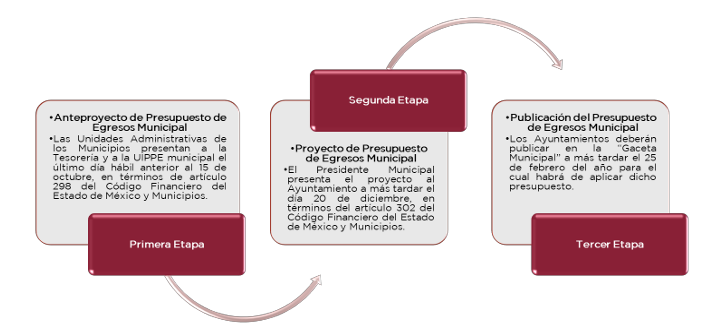 •Anteproyecto de Presupuesto de
Egresos Municipal
•Las Unidades Administrativas de
los Municipios presentan a la
Tesorería y a la UIPPE municipal el
último día hábil anterior al 15 de
octubre, en términos de artículo
298 del Código Financiero del
Estado de México y Municipios.
Primera Etapa
Segunda Etapa
•Proyecto de Presupuesto
de Egresos Municipal
•El Presidente Municipal
presenta el proyecto al
Ayuntamiento a más tardar el
día 20 de diciembre, en
términos del artículo 302 del
Código Financiero del Estado
de México y Municipios.
•Publicación del Presupuesto
de Egresos Municipal
•Los Ayuntamientos deberán
publicar en la "Gaceta
Municipal" a más tardar el 25
de febrero del año para el
cual habrá de aplicar dicho
presupuesto.
Tercer Etapa